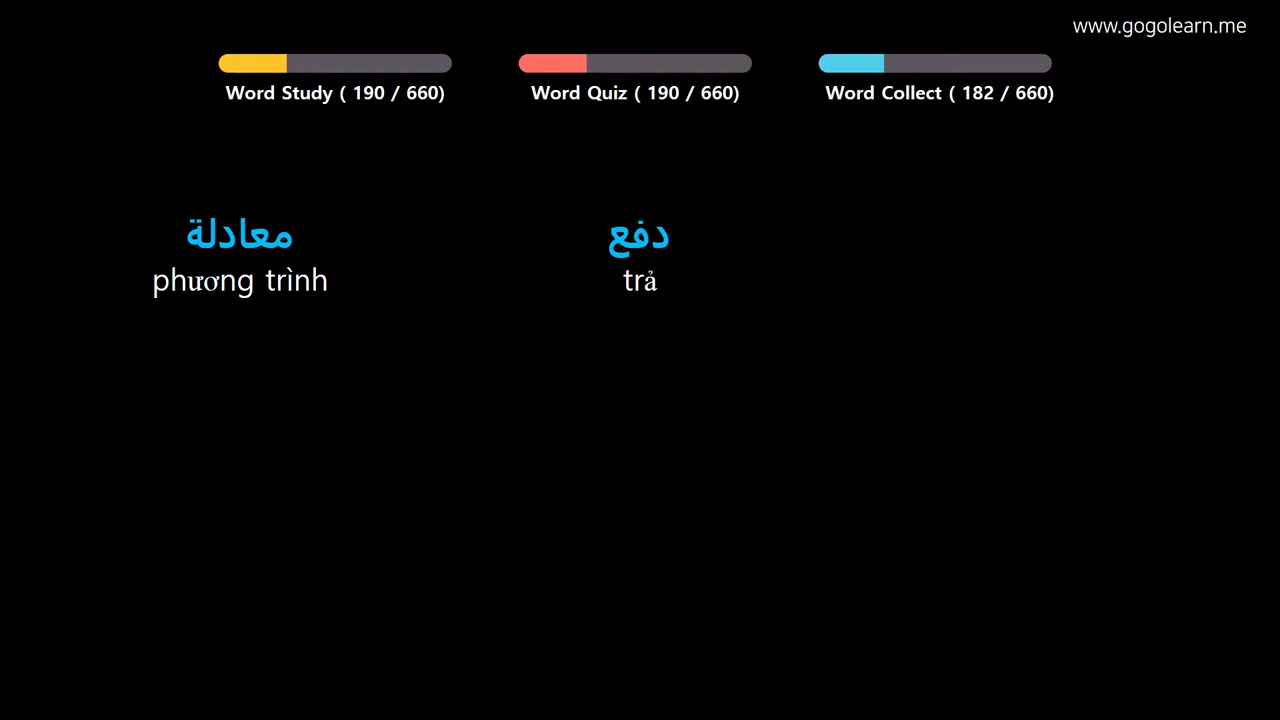 www.gogolearn.me
Word Study ( 190 / 660)
Word Quiz ( 190 / 660)
Word Collect ( 182 / 660)
معادلة
phương trình
دفع
trả